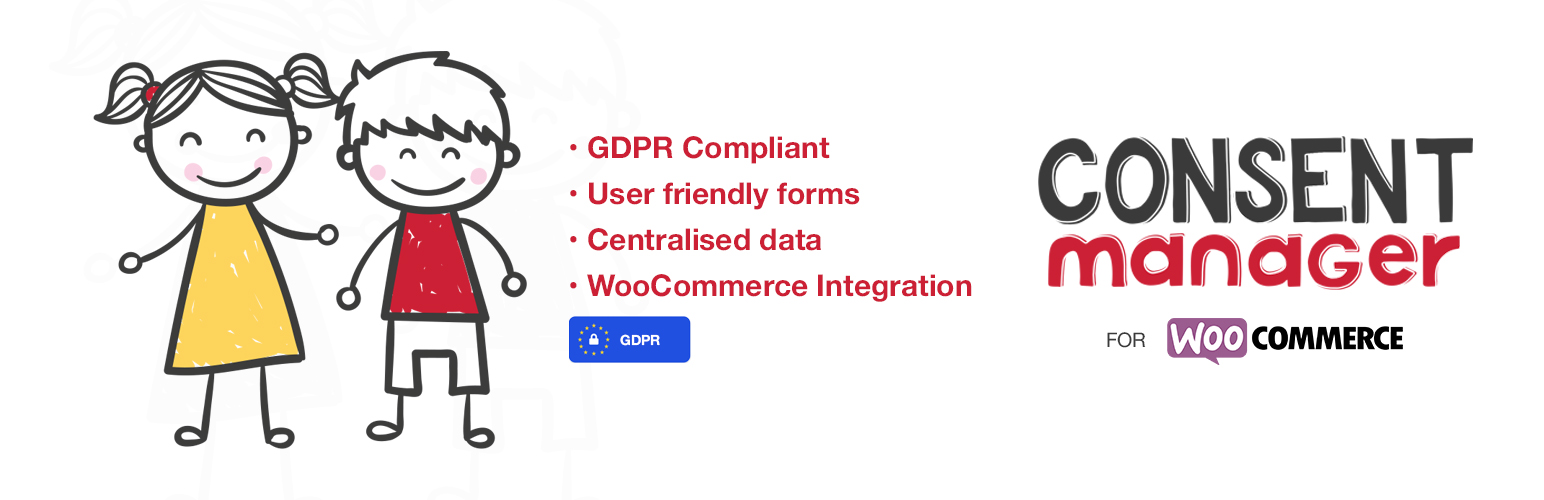 • GDPR Compliant
• User friendly forms
• Centralised data
• WooCommerce Integration
GDPR
CONSENT
manager
FOR WOO COMMERCE